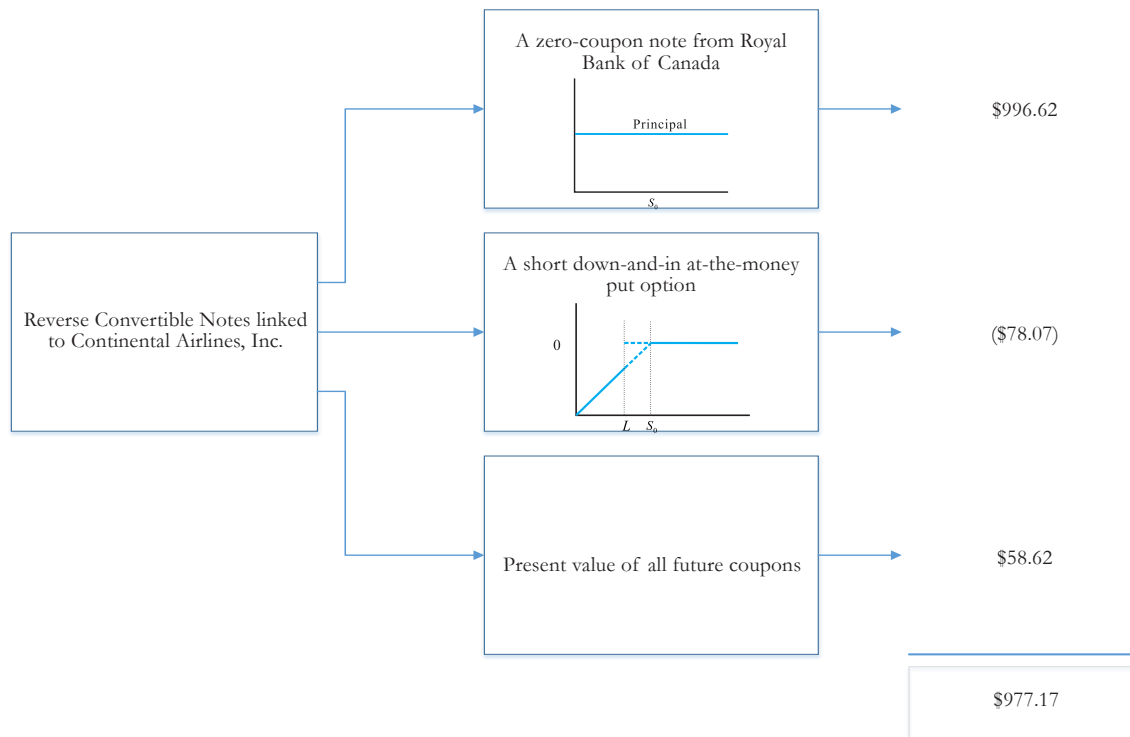 A zero-coupon note from Royal
Bank of Canada
Principal
S₀
$996.62
Reverse Convertible Notes linked
to Continental Airlines, Inc.
A short down-and-in at-the-money
put option
0
L S₀
($78.07)
Present value of all future coupons
$58.62
$977.17